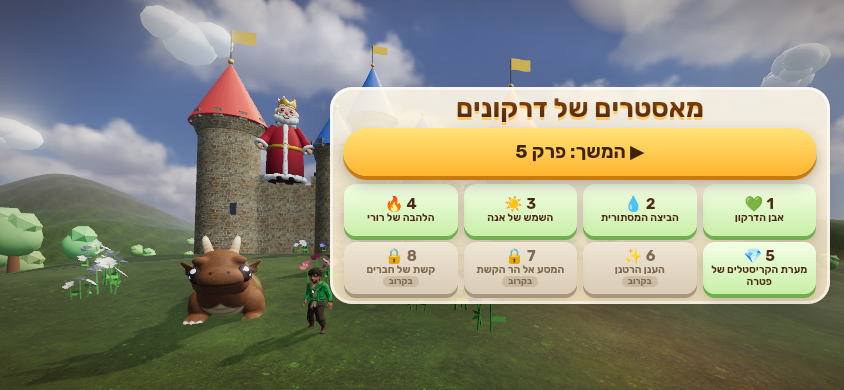 מאסטרים של דרקונים
▶ המשך: פרק 5
1 💚
אבן הדרקון
2 💧
הביצה המסתורית
3 ☀️
השמש של אנה
4 🔥
הלהבה של רורי
5 💎
מערת הקריסטלים של
פטרה
6 ✨
הענן הרטנן
בקרוב
7 🔒
המסע אל הר הקשת
בקרוב
8 🔒
קשת של חברים
בקרוב